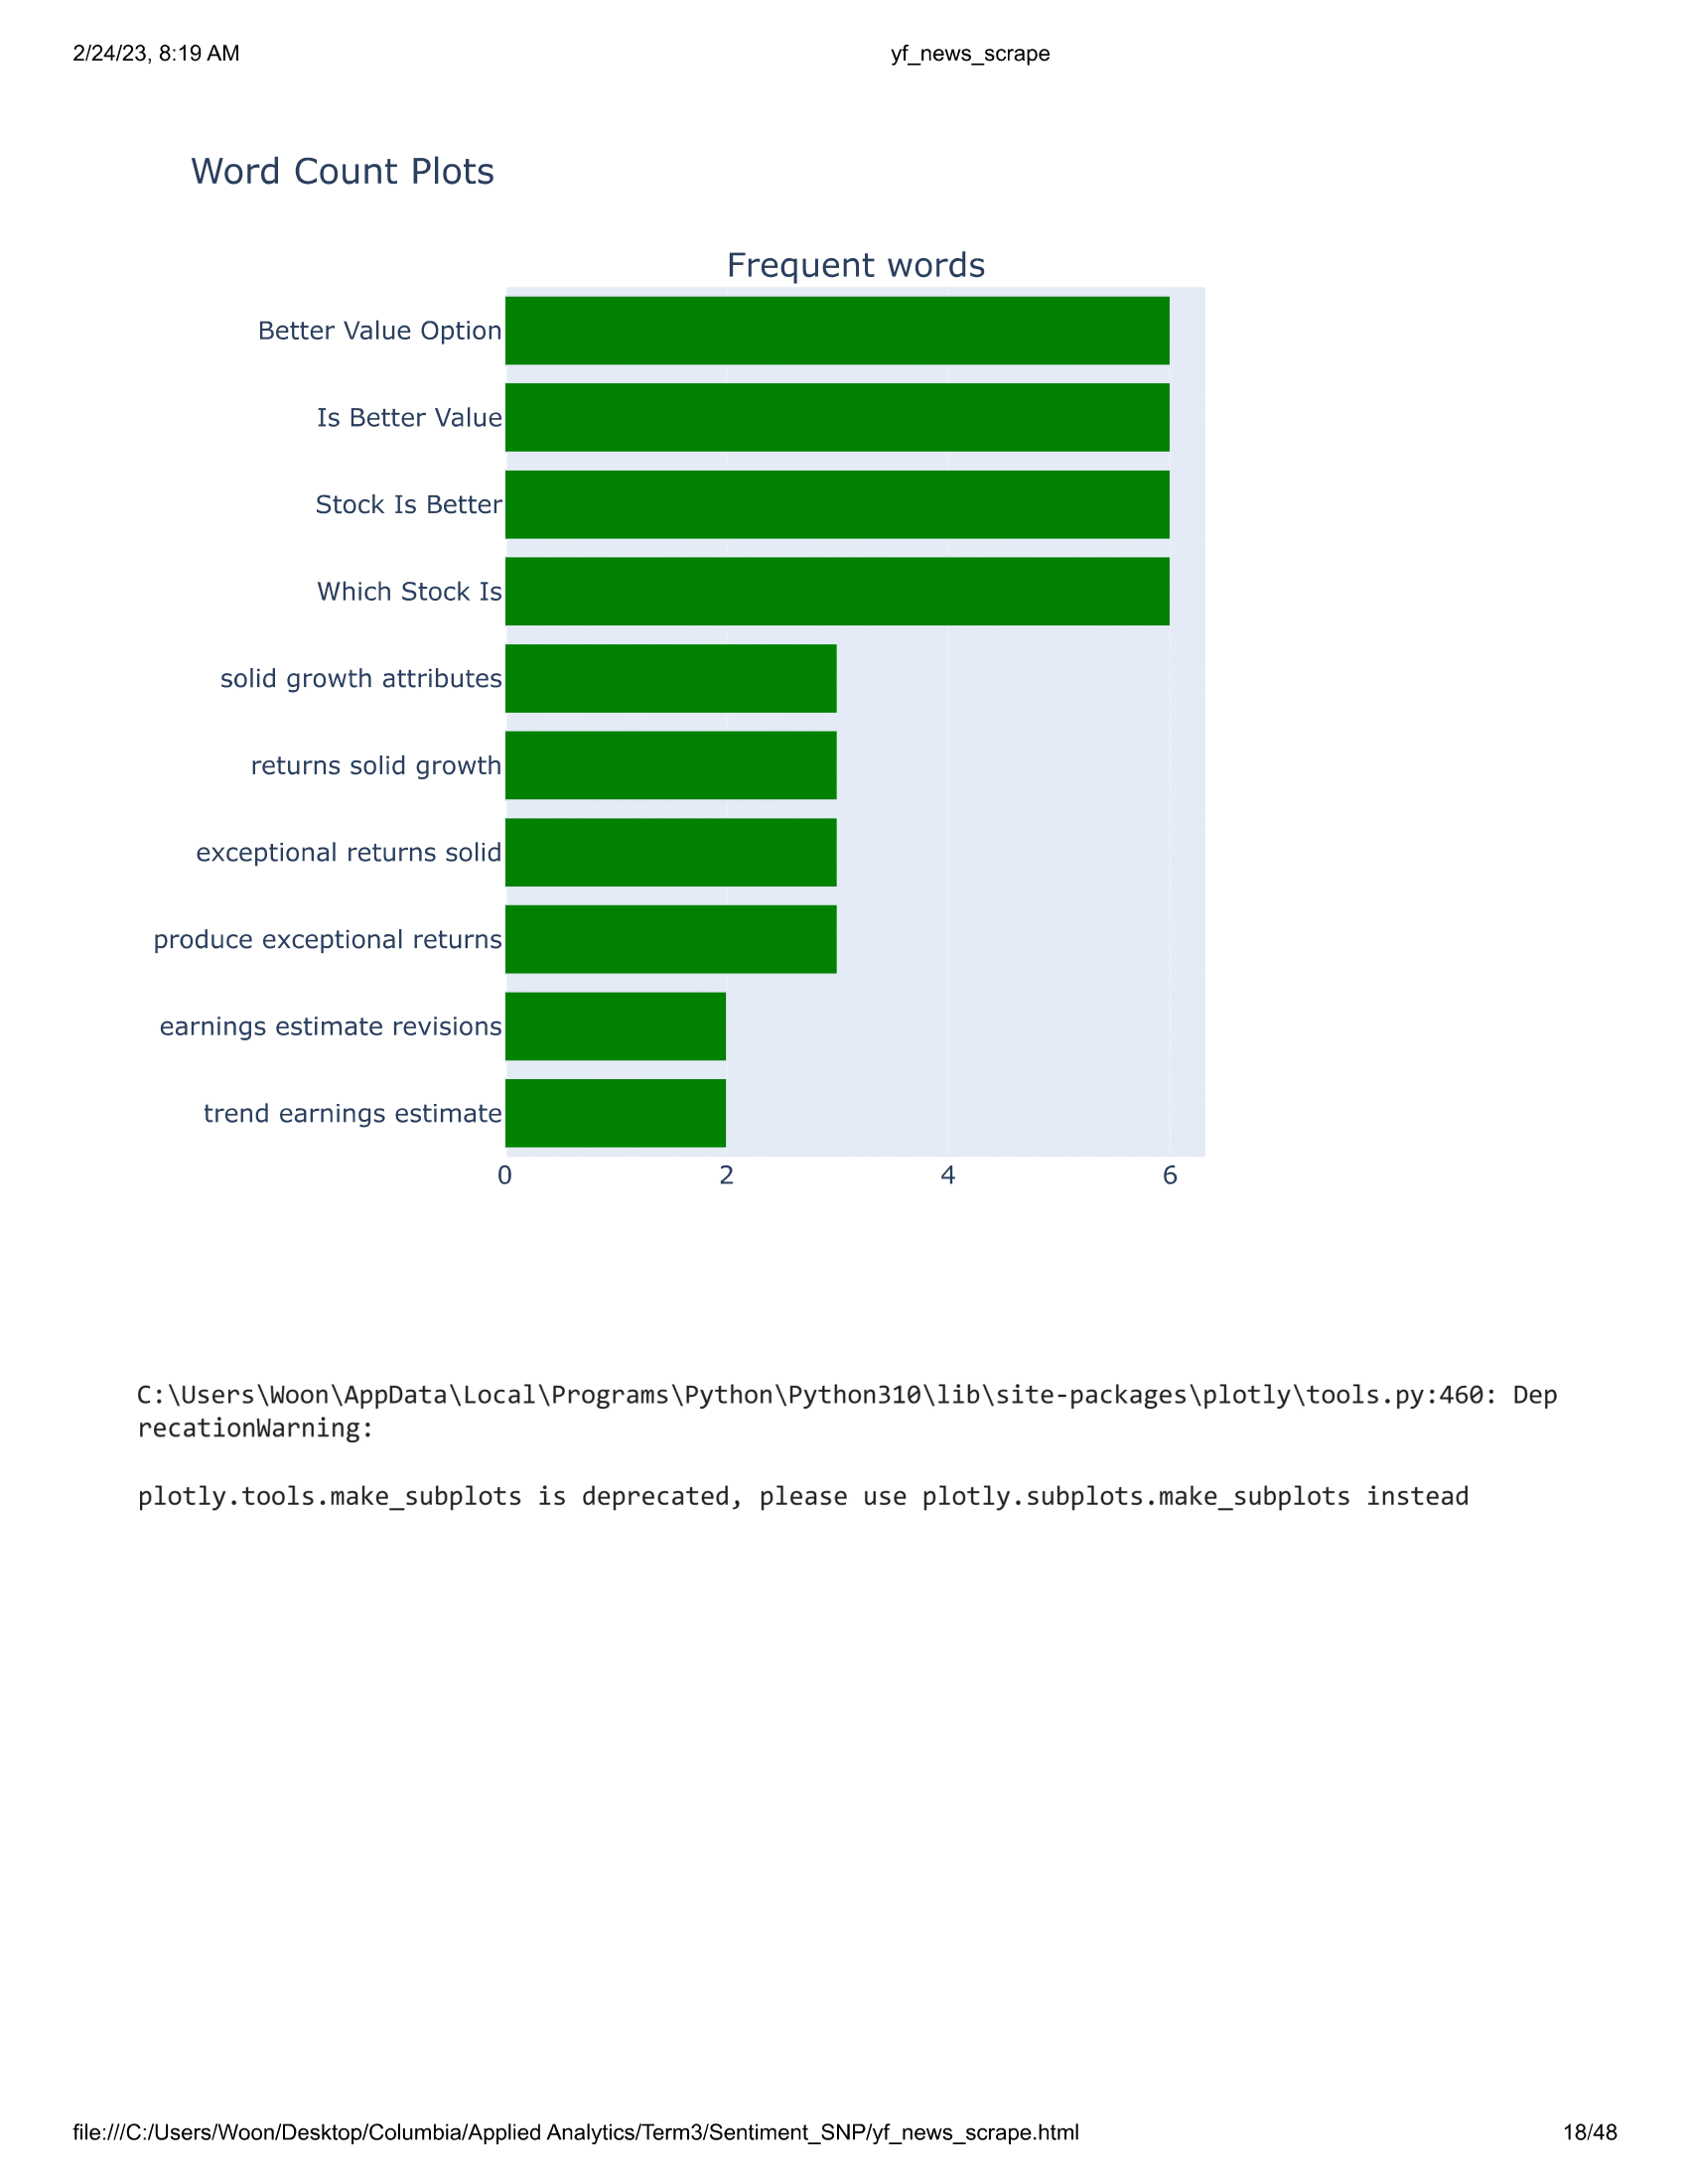 2/24/23, 8:19 AM
yf_news_scrape
Word Count Plots
Frequent words
Better Value Option
Is Better Value
Stock Is Better
Which Stock Is
solid growth attributes
returns solid growth
exceptional returns solid
produce exceptional returns
earnings estimate revisions
trend earnings estimate
0 2 4 6
C:\Users\Woon\AppData\Local\Programs\Python\Python310\lib\site-packages\plotly\tools.py:460: Dep
recationWarning:
plotly.tools.make_subplots is deprecated, please use plotly.subplots.make_subplots instead
file:///C:/Users/Woon/Desktop/Columbia/Applied Analytics/Term3/Sentiment_SNP/yf_news_scrape.html
18/48